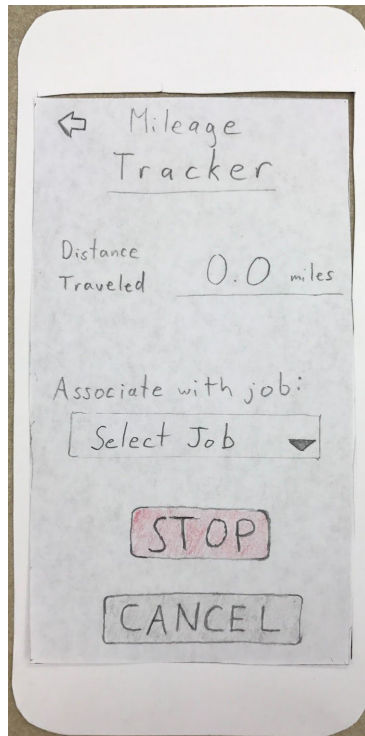 Mileage
Tracker
Distance
Traveled 0.0 miles
Associate with job:
Select Job
STOP
CANCEL